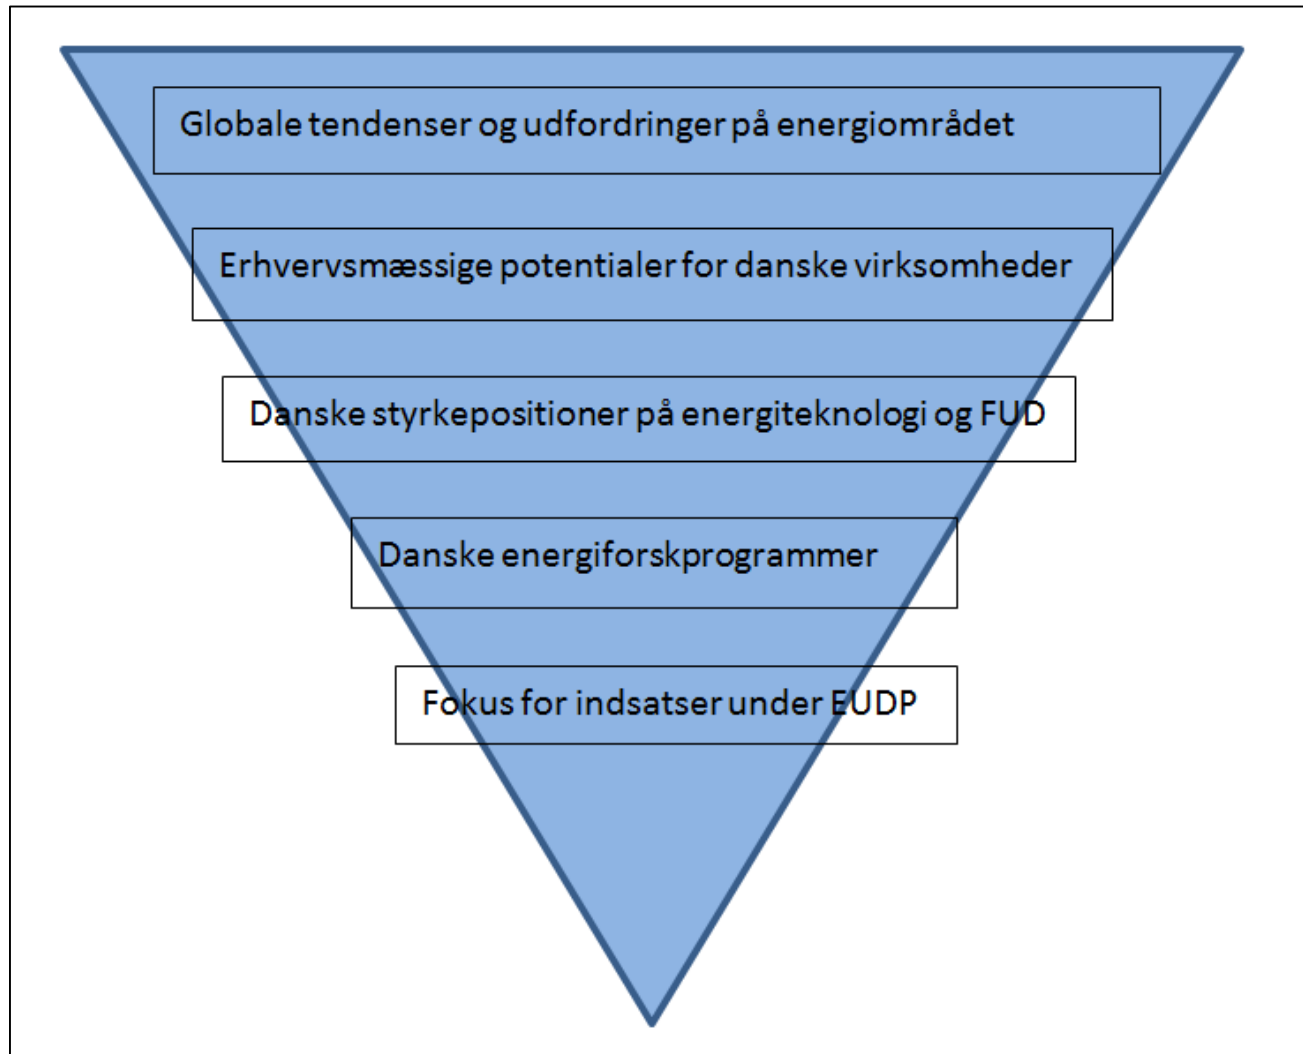 Globale tendenser og udfordringer på energiområdet
Erhvervsmæssige potentialer for danske virksomheder
Danske styrkepositioner på energiteknologi og FUD
Danske energiforskprogrammer
Fokus for indsatser under EUDP